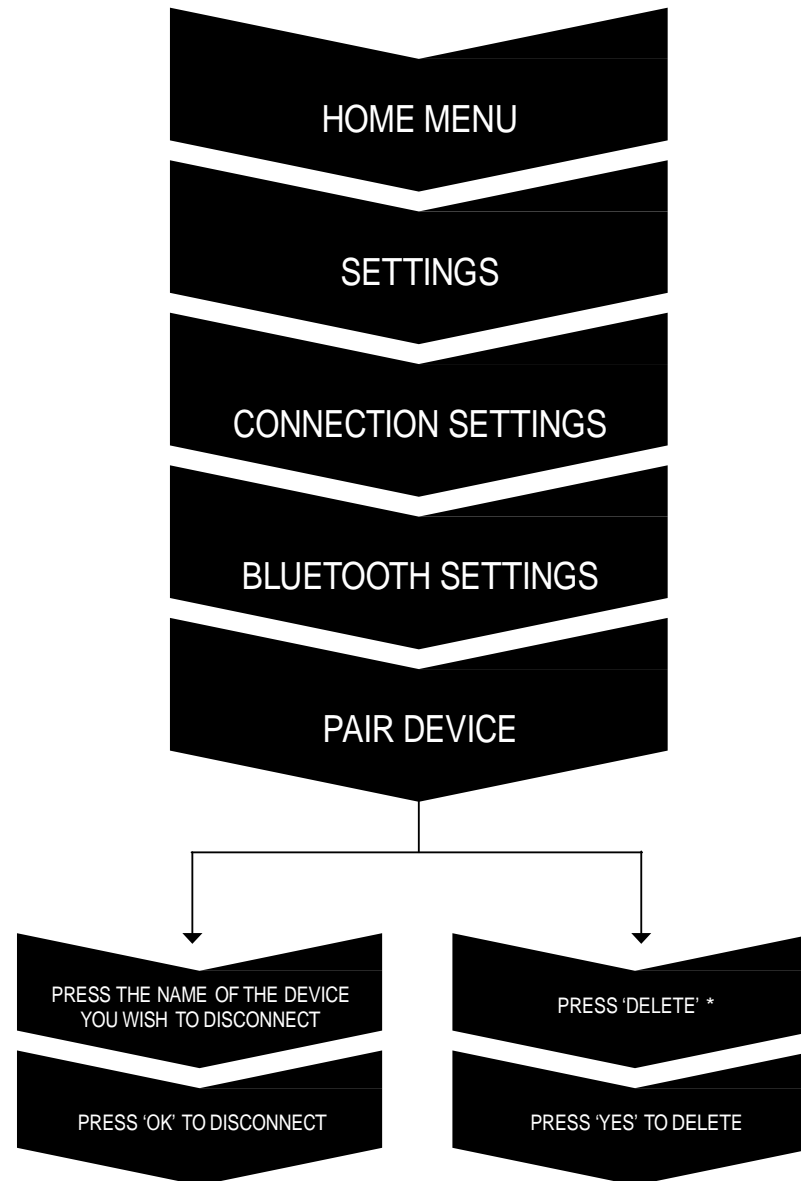 HOME MENU
SETTINGS
CONNECTION SETTINGS
BLUETOOTH SETTINGS
PAIR DEVICE
PRESS THE NAME OF THE DEVICE
YOU WISH TO DISCONNECT
PRESS ‘OK’ TO DISCONNECT
PRESS ‘DELETE’ *
PRESS ‘YES’ TO DELETE